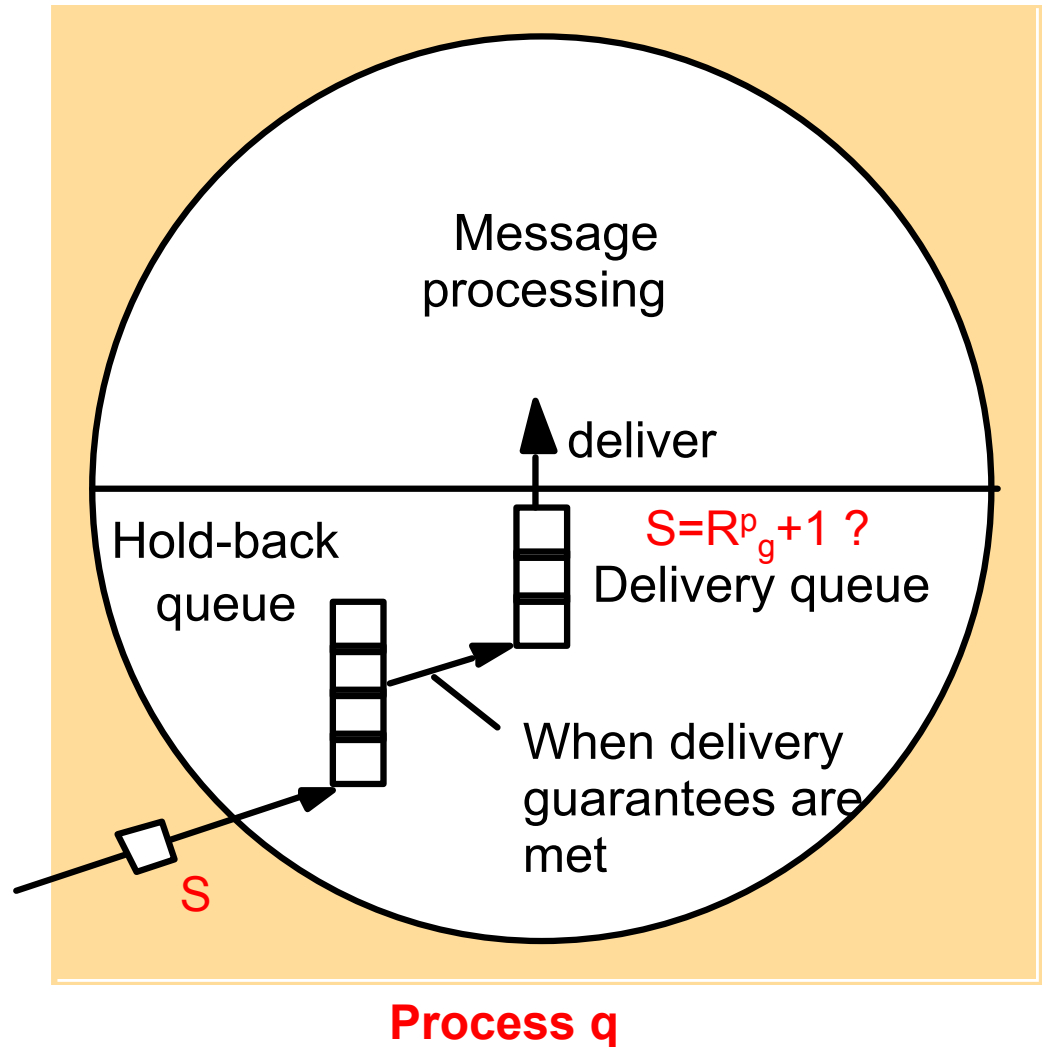 Message
processing
deliver
Hold-back
queue
S=Rᵖg+1 ?
Delivery queue
When delivery
guarantees are
met
S
Process q